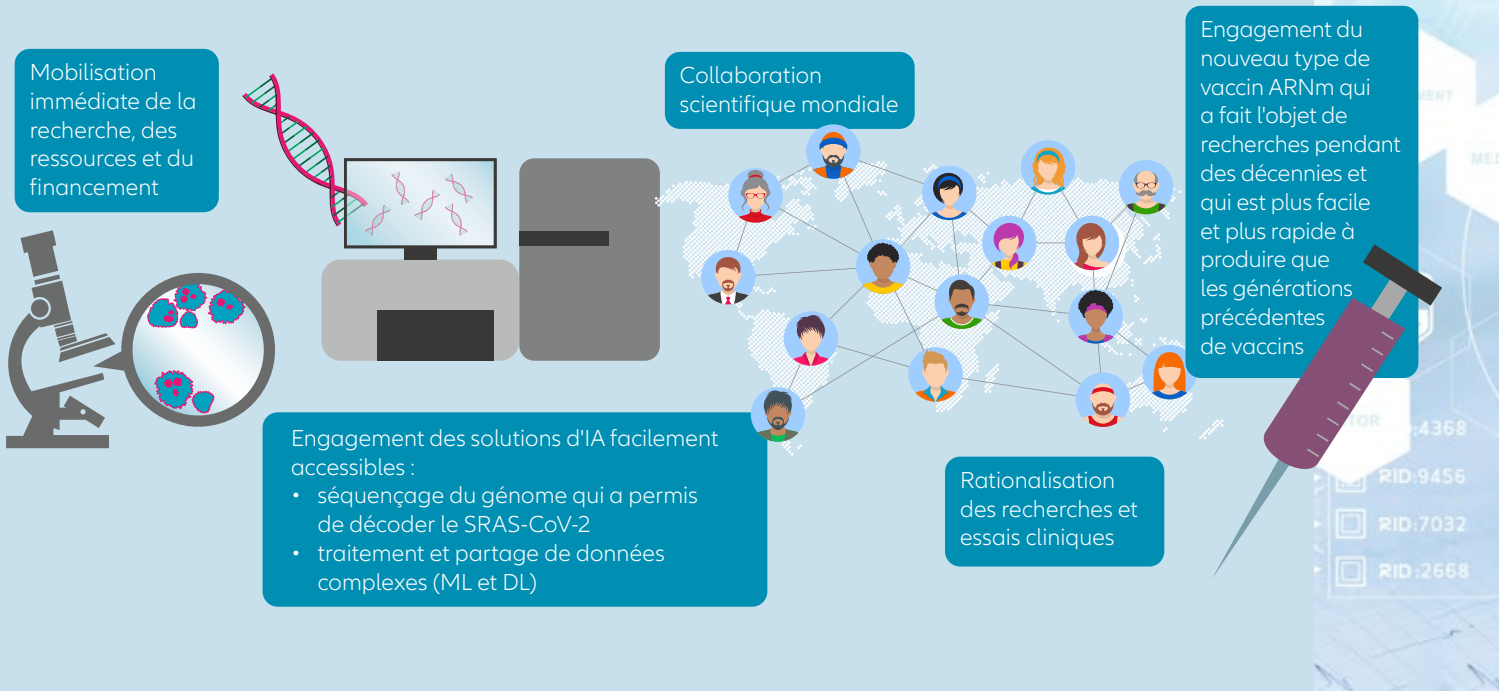 Mobilisation
immédiate de la
recherche, des
ressources et du
financement
Engagement des solutions d'IA facilement
accessibles :
• séquençage du génome qui a permis
de décoder le SRAS-CoV-2
• traitement et partage de données
complexes (ML et DL)
Collaboration
scientifique mondiale
Rationalisation
des recherches et
essais cliniques
Engagement du
nouveau type de
vaccin ARNm qui
a fait l'objet de
recherches pendant
des décennies et
qui est plus facile
et plus rapide à
produire que
les générations
précédentes
de vaccins
RID:9456
RID:7032
RID:2668